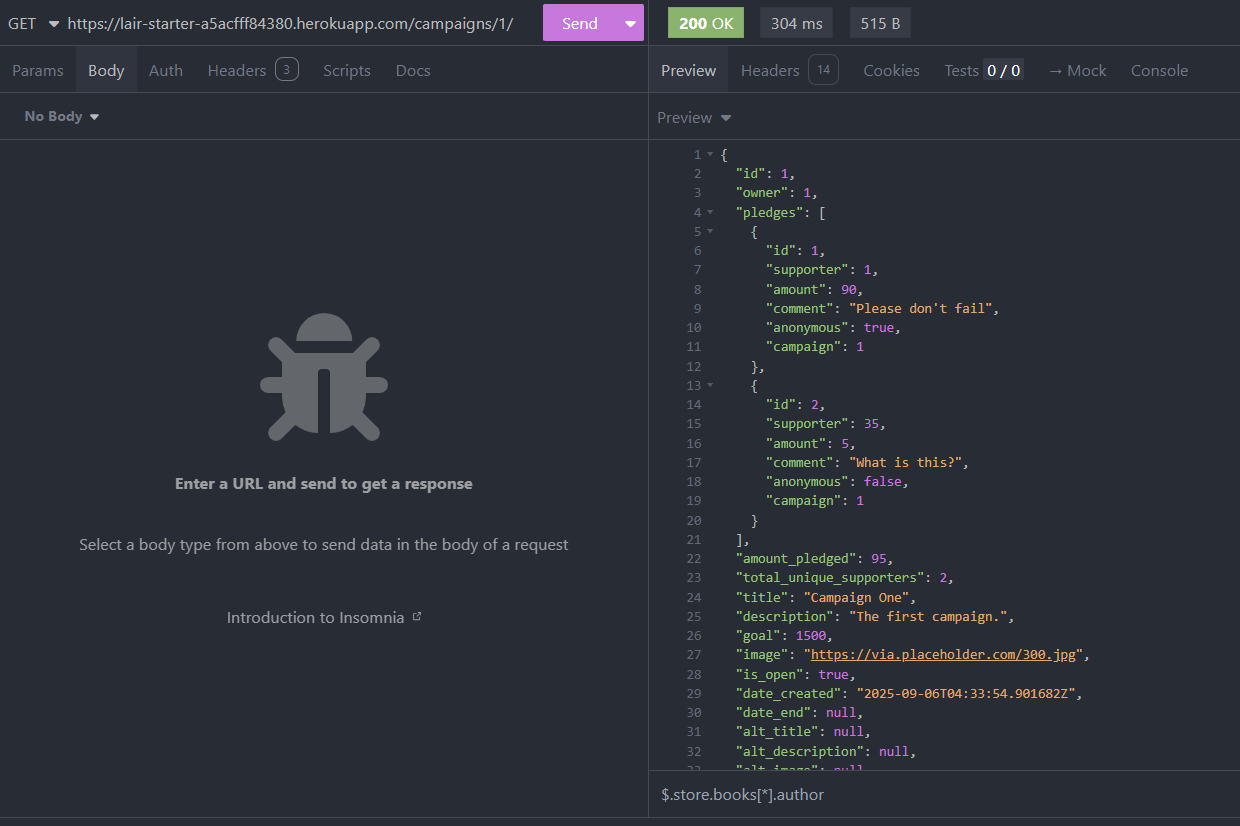 GET https://lair-starter-a5acfff84380.herokuapp.com/campaigns/1/ Send 200 OK 304 ms 515 B
Params Body Auth Headers 3 Scripts Docs Preview Headers 14 Cookies Tests 0 / 0 → Mock Console
No Body Preview
1 {
2 "id": 1,
3 "owner": 1,
4 "pledges": [
5 {
6 "id": 1,
7 "supporter": 1,
8 "amount": 90,
9 "comment": "Please don't fail",
10 "anonymous": true,
11 "campaign": 1
12 },
13 {
14 "id": 2,
15 "supporter": 35,
16 "amount": 5,
17 "comment": "What is this?",
18 "anonymous": false,
19 "campaign": 1
20 }
21 ],
22 "amount_pledged": 95,
23 "total_unique_supporters": 2,
24 "title": "Campaign One",
25 "description": "The first campaign.",
26 "goal": 1500,
27 "image": "https://via.placeholder.com/300.jpg",
28 "is_open": true,
29 "date_created": "2025-09-06T04:33:54.901682Z",
30 "date_end": null,
31 "alt_title": null,
32 "alt_description": null,
33 "alt_image": null
Enter a URL and send to get a response
Select a body type from above to send data in the body of a request
Introduction to Insomnia
$.store.books[*].author